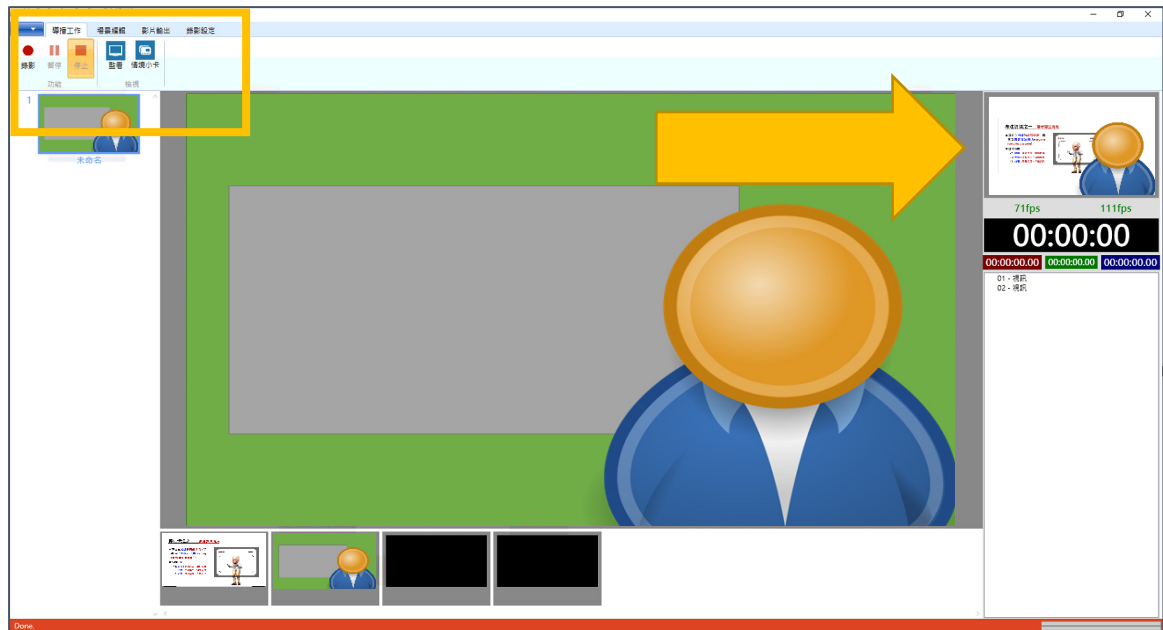 導播工作 場景編輯 影片輸出 錄影設定
錄影 暫停 停止 監看 情境小卡
功能 檢視
1
未命名
71fps 111fps
00:00:00
00:00:00.00 00:00:00.00 00:00:00.00
01 - 視訊
02 - 視訊
Done.